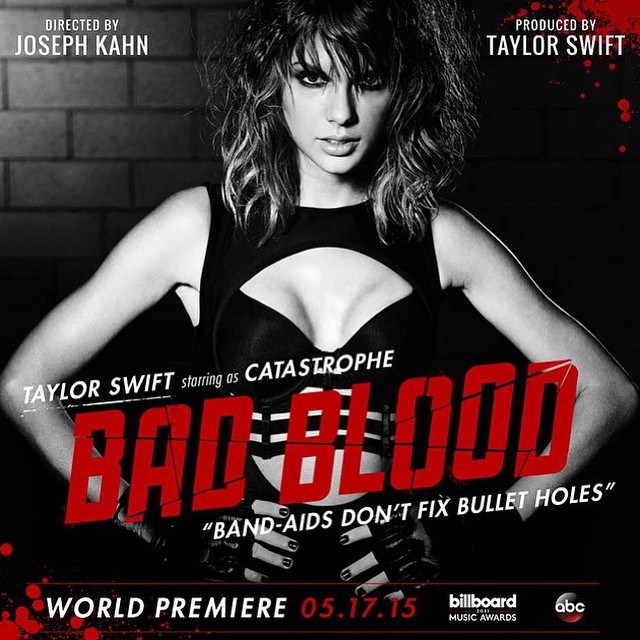 DIRECTED BY
JOSEPH KAHN
PRODUCED BY
TAYLOR SWIFT
TAYLOR SWIFT starring as CATASTROPHE
BAD BLOOD
“BAND-AIDS DON’T FIX BULLET HOLES”
WORLD PREMIERE 05.17.15
billboard
MUSIC AWARDS
abc